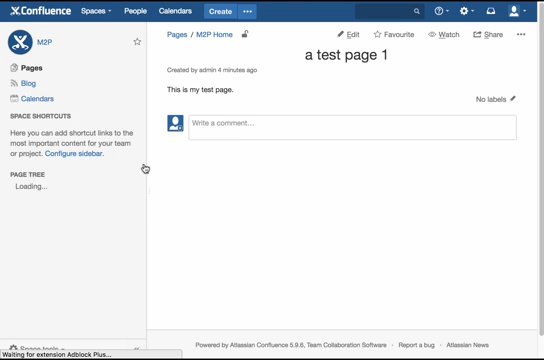 Confluence Spaces People Calendars Create •••
M2P
Pages / M2P Home Edit Favourite Watch Share •••
a test page 1
Pages
Blog
Calendars
Created by admin 4 minutes ago
This is my test page.
No labels
SPACE SHORTCUTS
Here you can add shortcut links to the
most important content for your team
or project. Configure sidebar.
Write a comment...
PAGE TREE
Loading...
Space tools
Powered by Atlassian Confluence 5.9.6, Team Collaboration Software · Report a bug · Atlassian News
Waiting for extension Adblock Plus...